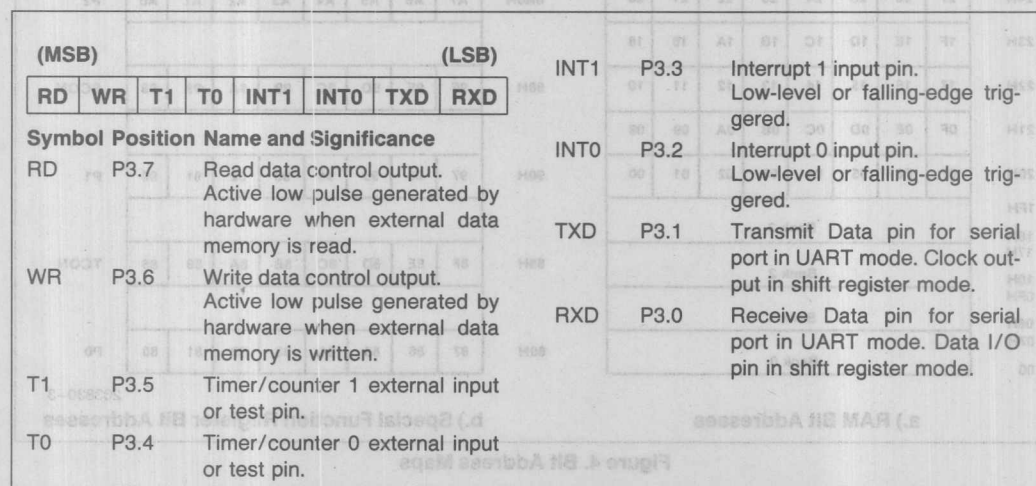 (MSB) (LSB)
RD WR T1 T0 INT1 INT0 TXD RXD
Symbol Position Name and Significance
RD P3.7 Read data control output.
Active low pulse generated by
hardware when external data
memory is read.
WR P3.6 Write data control output.
Active low pulse generated by
hardware when external data
memory is written.
T1 P3.5 Timer/counter 1 external input
or test pin.
T0 P3.4 Timer/counter 0 external input
or test pin.
INT1 P3.3 Interrupt 1 input pin.
Low-level or falling-edge trig-
gered.
INT0 P3.2 Interrupt 0 input pin.
Low-level or falling-edge trig-
gered.
TXD P3.1 Transmit Data pin for serial
port in UART mode. Clock out-
put in shift register mode.
RXD P3.0 Receive Data pin for serial
port in UART mode. Data I/O
pin in shift register mode.
a.) RAM Bit Addresses
b.) Special Function Register Bit Addresses
Figure 4. Bit Address Maps